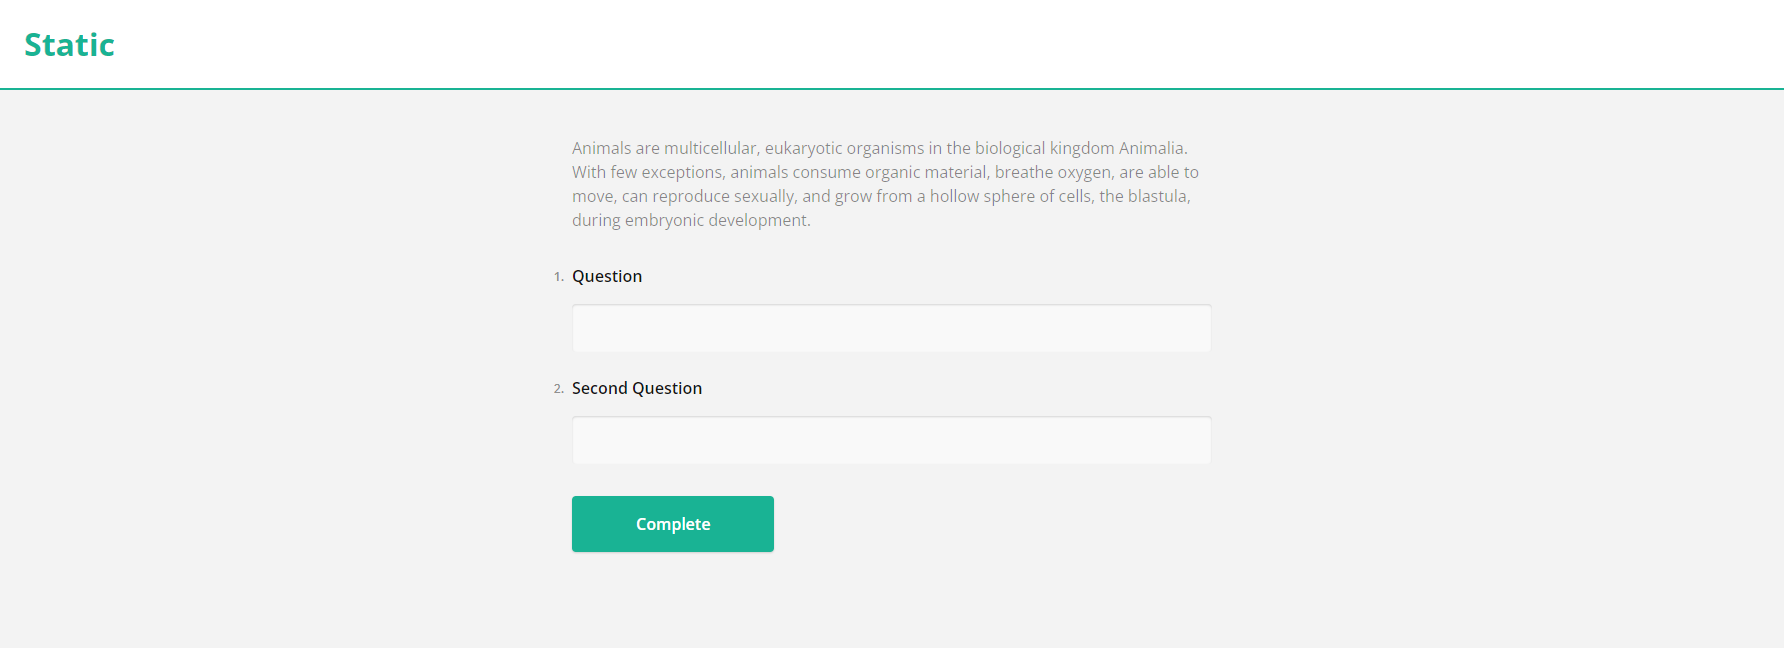 Static
Animals are multicellular, eukaryotic organisms in the biological kingdom Animalia.
With few exceptions, animals consume organic material, breathe oxygen, are able to
move, can reproduce sexually, and grow from a hollow sphere of cells, the blastula,
during embryonic development.
1. Question
2. Second Question
Complete